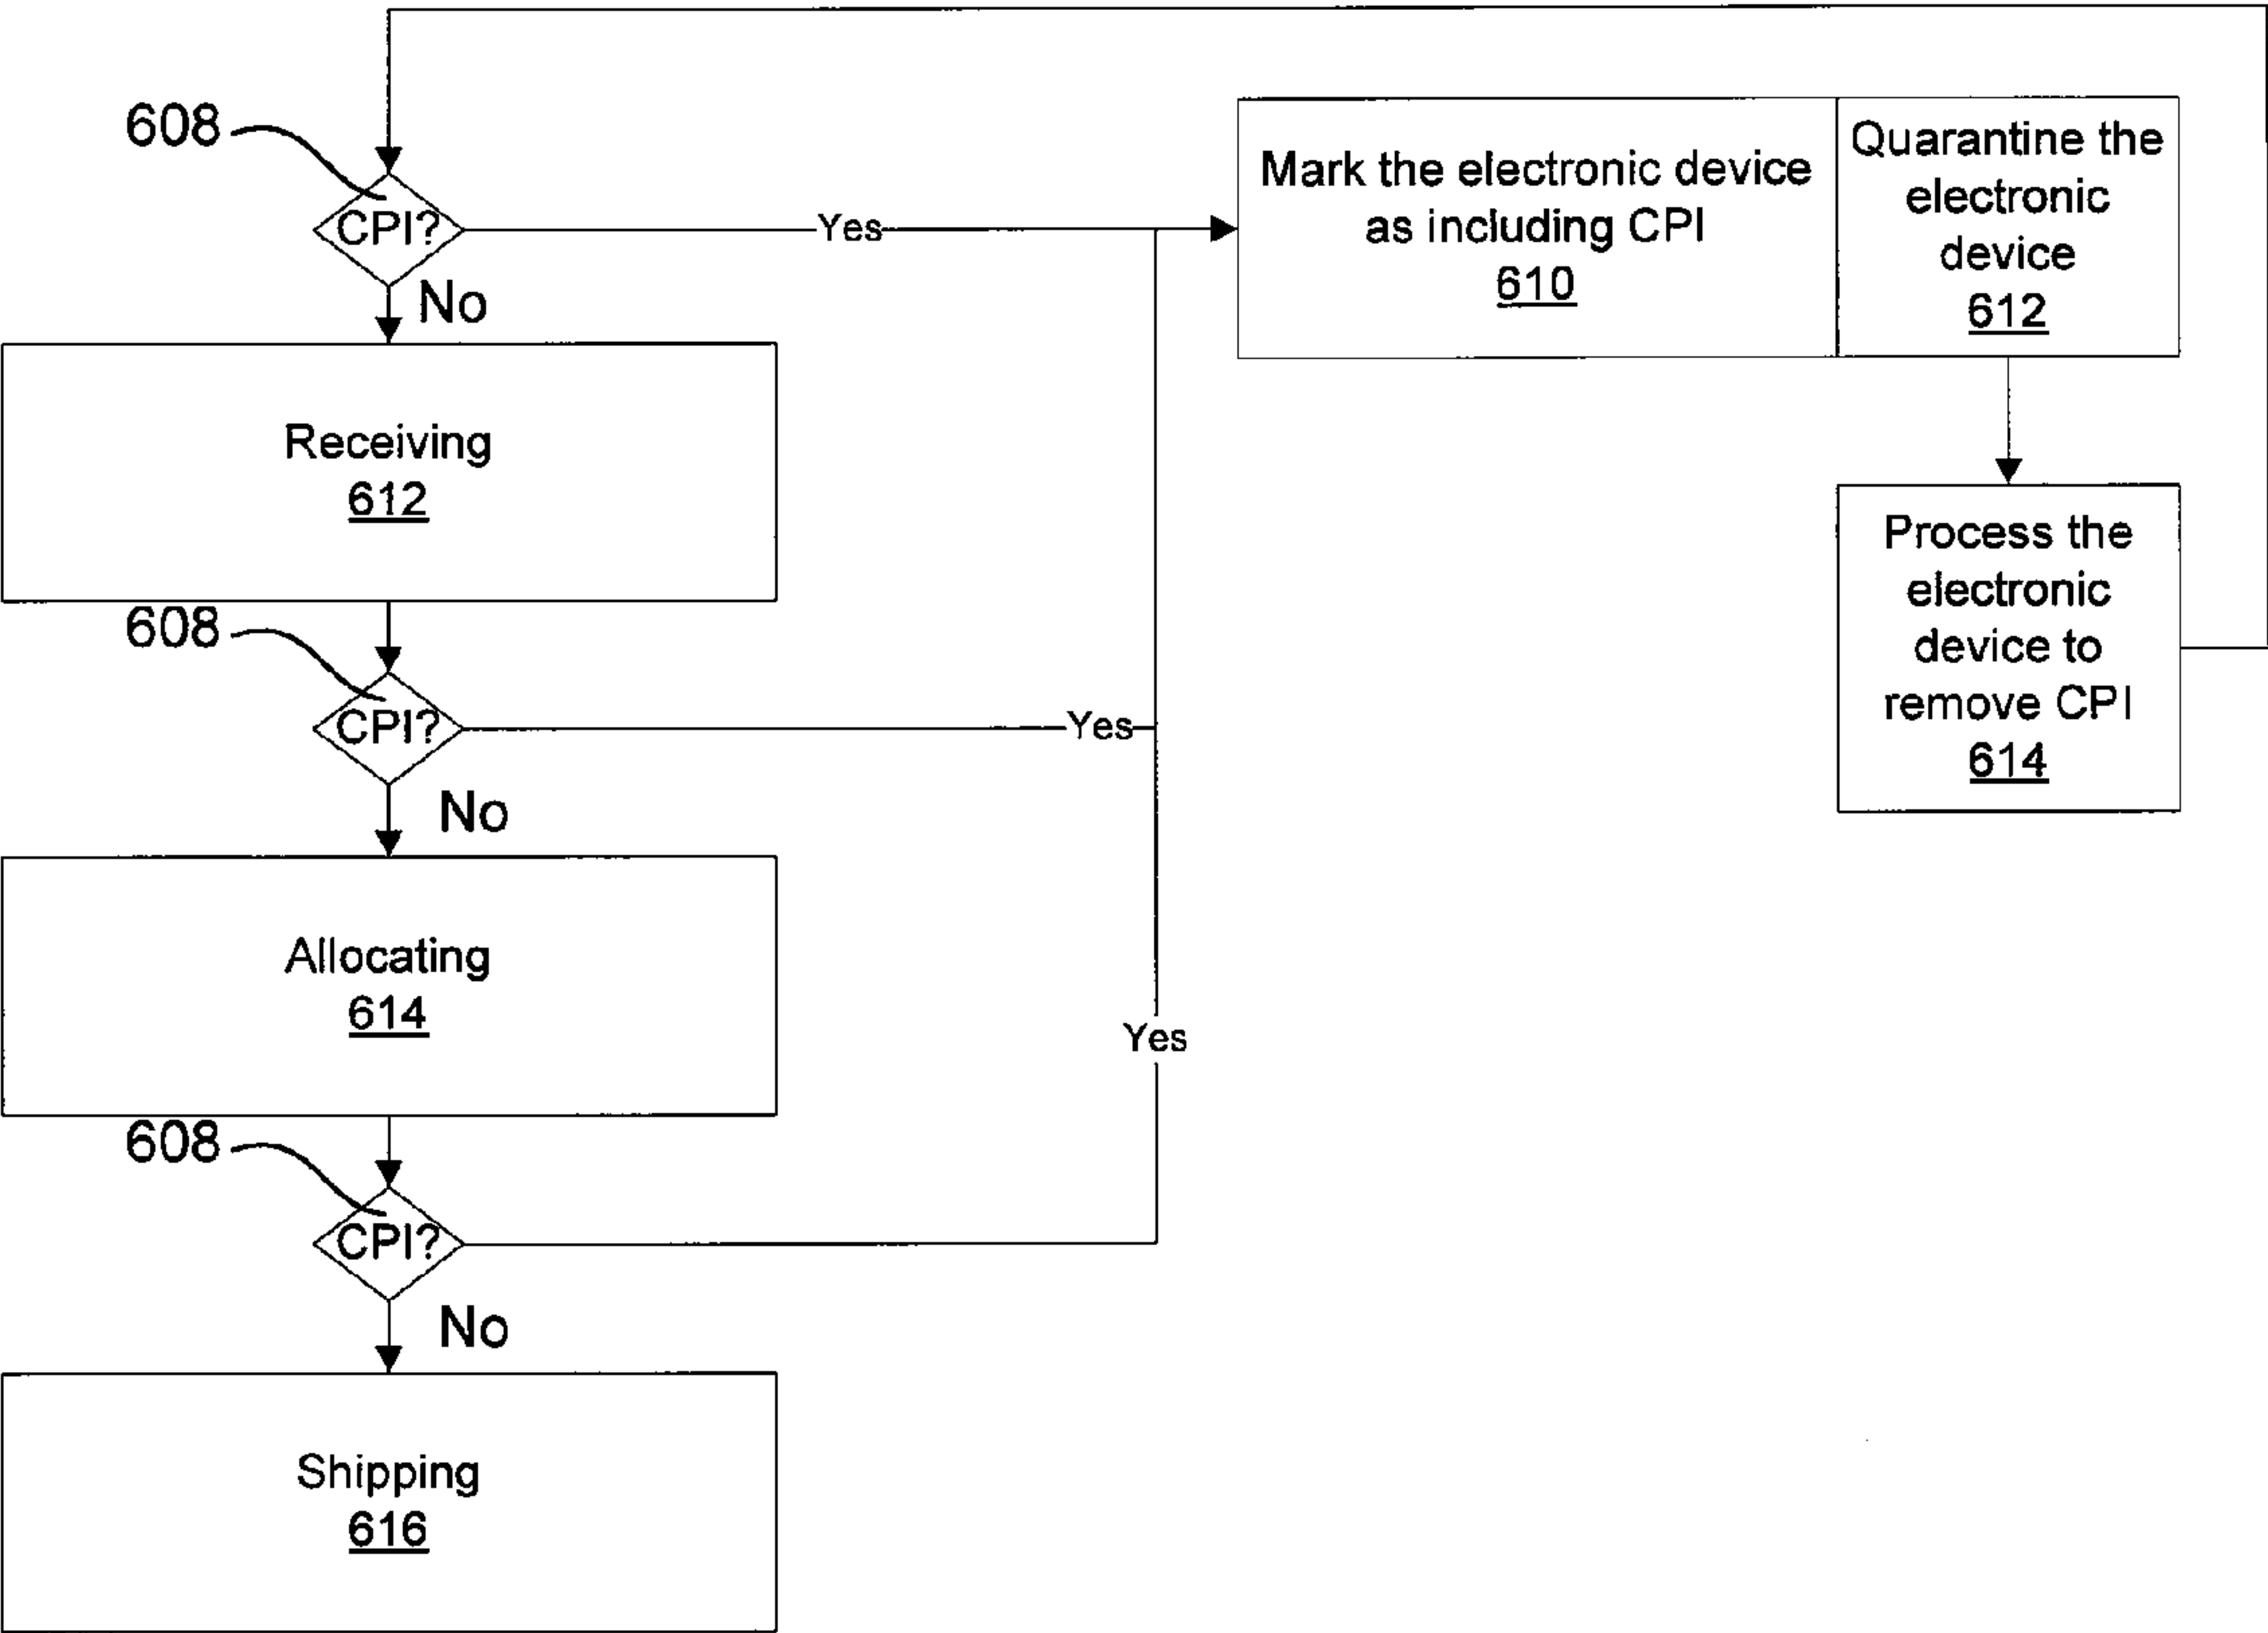 608
CPI?
Yes
No
Mark the electronic device
as including CPI
610
Quarantine the
electronic
device
612
Receiving
612
Process the
electronic
device to
remove CPI
614
608
CPI?
Yes
No
Allocating
614
Yes
608
CPI?
No
Shipping
616